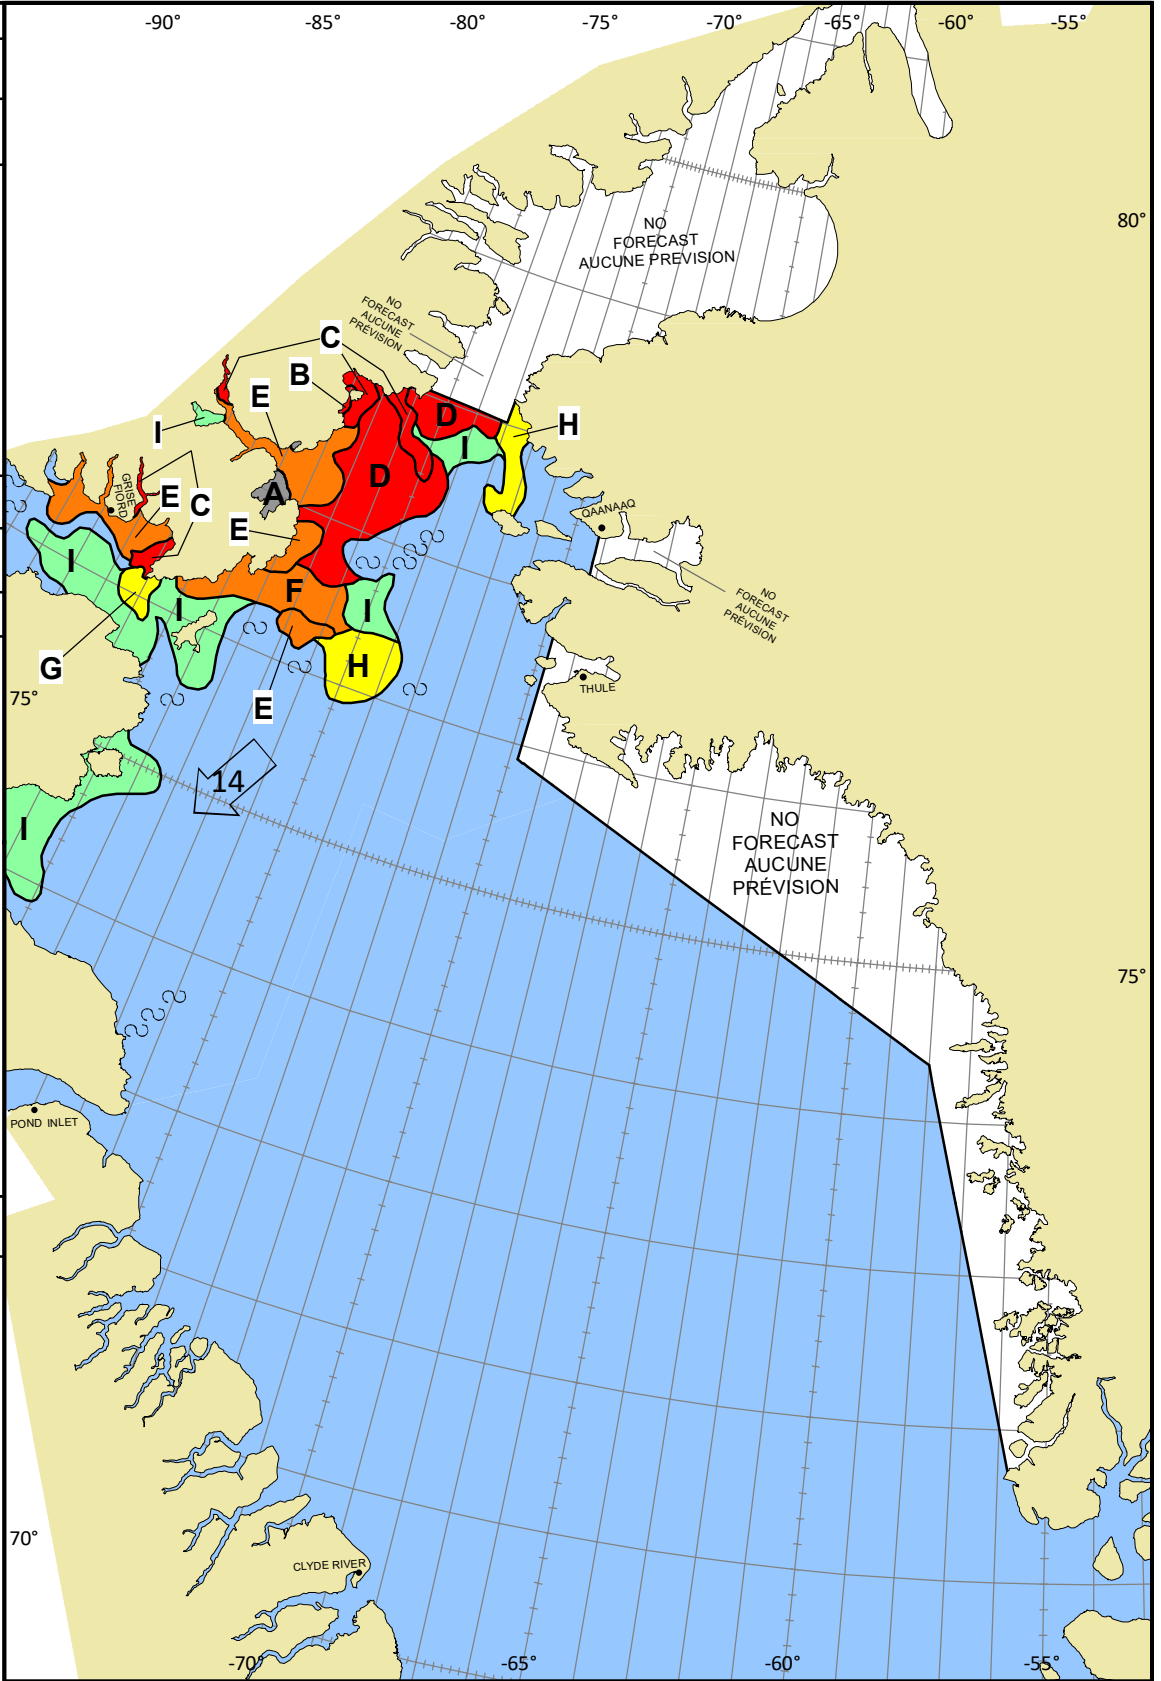 -90°
-85°
-80°
-75°
-70°
-65°
-60°
-55°
80°
NO
FORECAST
AUCUNE PREVISION
NO
FORECAST
AUCUNE
PRÉVISION
C
B
E
I
D
H
I
D
A
GRISE
FIORD
E
C
E
QAANAAQ
I
F
I
I
NO
FORECAST
AUCUNE
PRÉVISION
G
H
E
75°
THULE
14
I
NO
FORECAST
AUCUNE
PRÉVISION
75°
POND INLET
70°
CLYDE RIVER
-70°
-65°
-60°
-55°